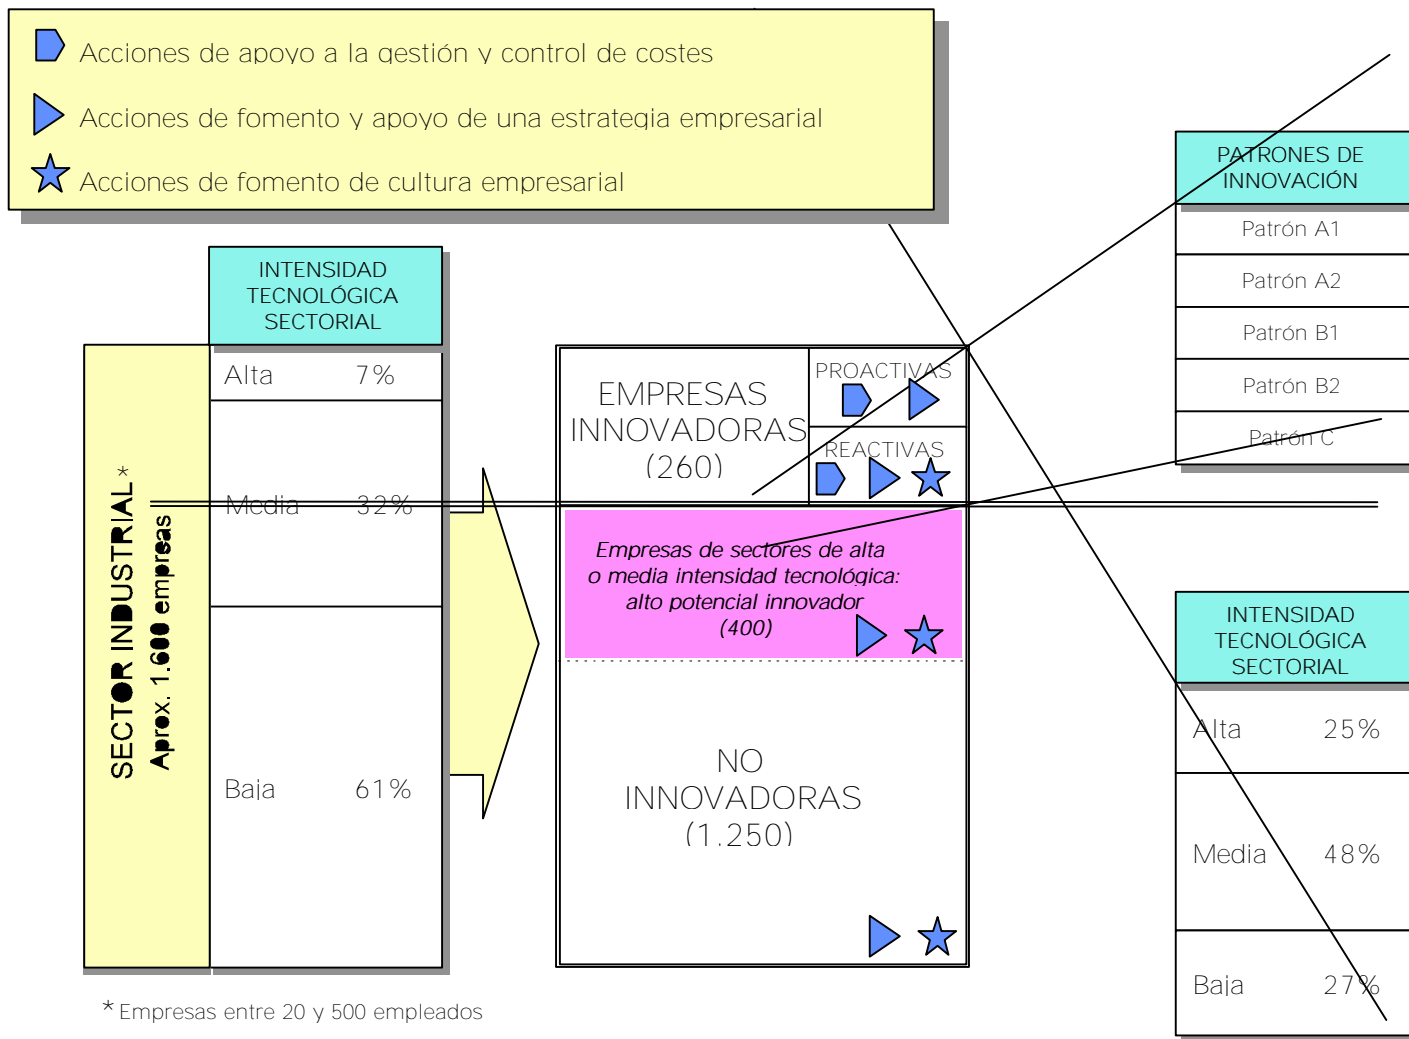 Acciones de apoyo a la gestión y control de costes
Acciones de fomento y apoyo de una estrategia empresarial
Acciones de fomento de cultura empresarial
INTENSIDAD
TECNOLÓGICA
SECTORIAL
Alta 7%
Media 32%
Baja 61%
SECTOR INDUSTRIAL*
Aprox. 1.600 empresas
* Empresas entre 20 y 500 empleados
EMPRESAS
INNOVADORAS
(260)
PROACTIVAS
REACTIVAS
Empresas de sectores de alta
o media intensidad tecnológica:
alto potencial innovador
(400)
NO
INNOVADORAS
(1.250)
PATRONES DE
INNOVACIÓN
Patrón A1
Patrón A2
Patrón B1
Patrón B2
Patrón C
INTENSIDAD
TECNOLÓGICA
SECTORIAL
Alta 25%
Media 48%
Baja 27%